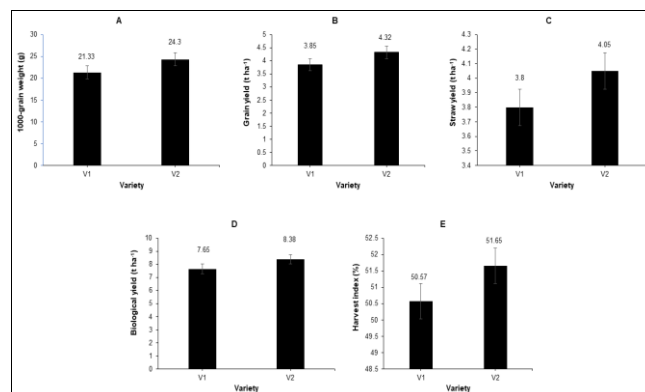 A
1000-grain weight (g)
30
25
20
15
10
5
0
21.33
24.3
V1
V2
Variety
B
Grain yield (t ha⁻¹)
5
4.5
4
3.5
3
2.5
2
1.5
1
0.5
0
3.85
4.32
V1
V2
Variety
C
Straw yield (t ha⁻¹)
4.3
4.2
4.1
4
3.9
3.8
3.7
3.6
3.5
3.4
3.8
4.05
V1
V2
Variety
D
Biological yield (t ha⁻¹)
10
9
8
7
6
5
4
3
2
1
0
7.65
8.38
V1
V2
Variety
E
Harvest index (%)
52.5
52
51.5
51
50.5
50
49.5
49
48.5
50.57
51.65
V1
V2
Variety